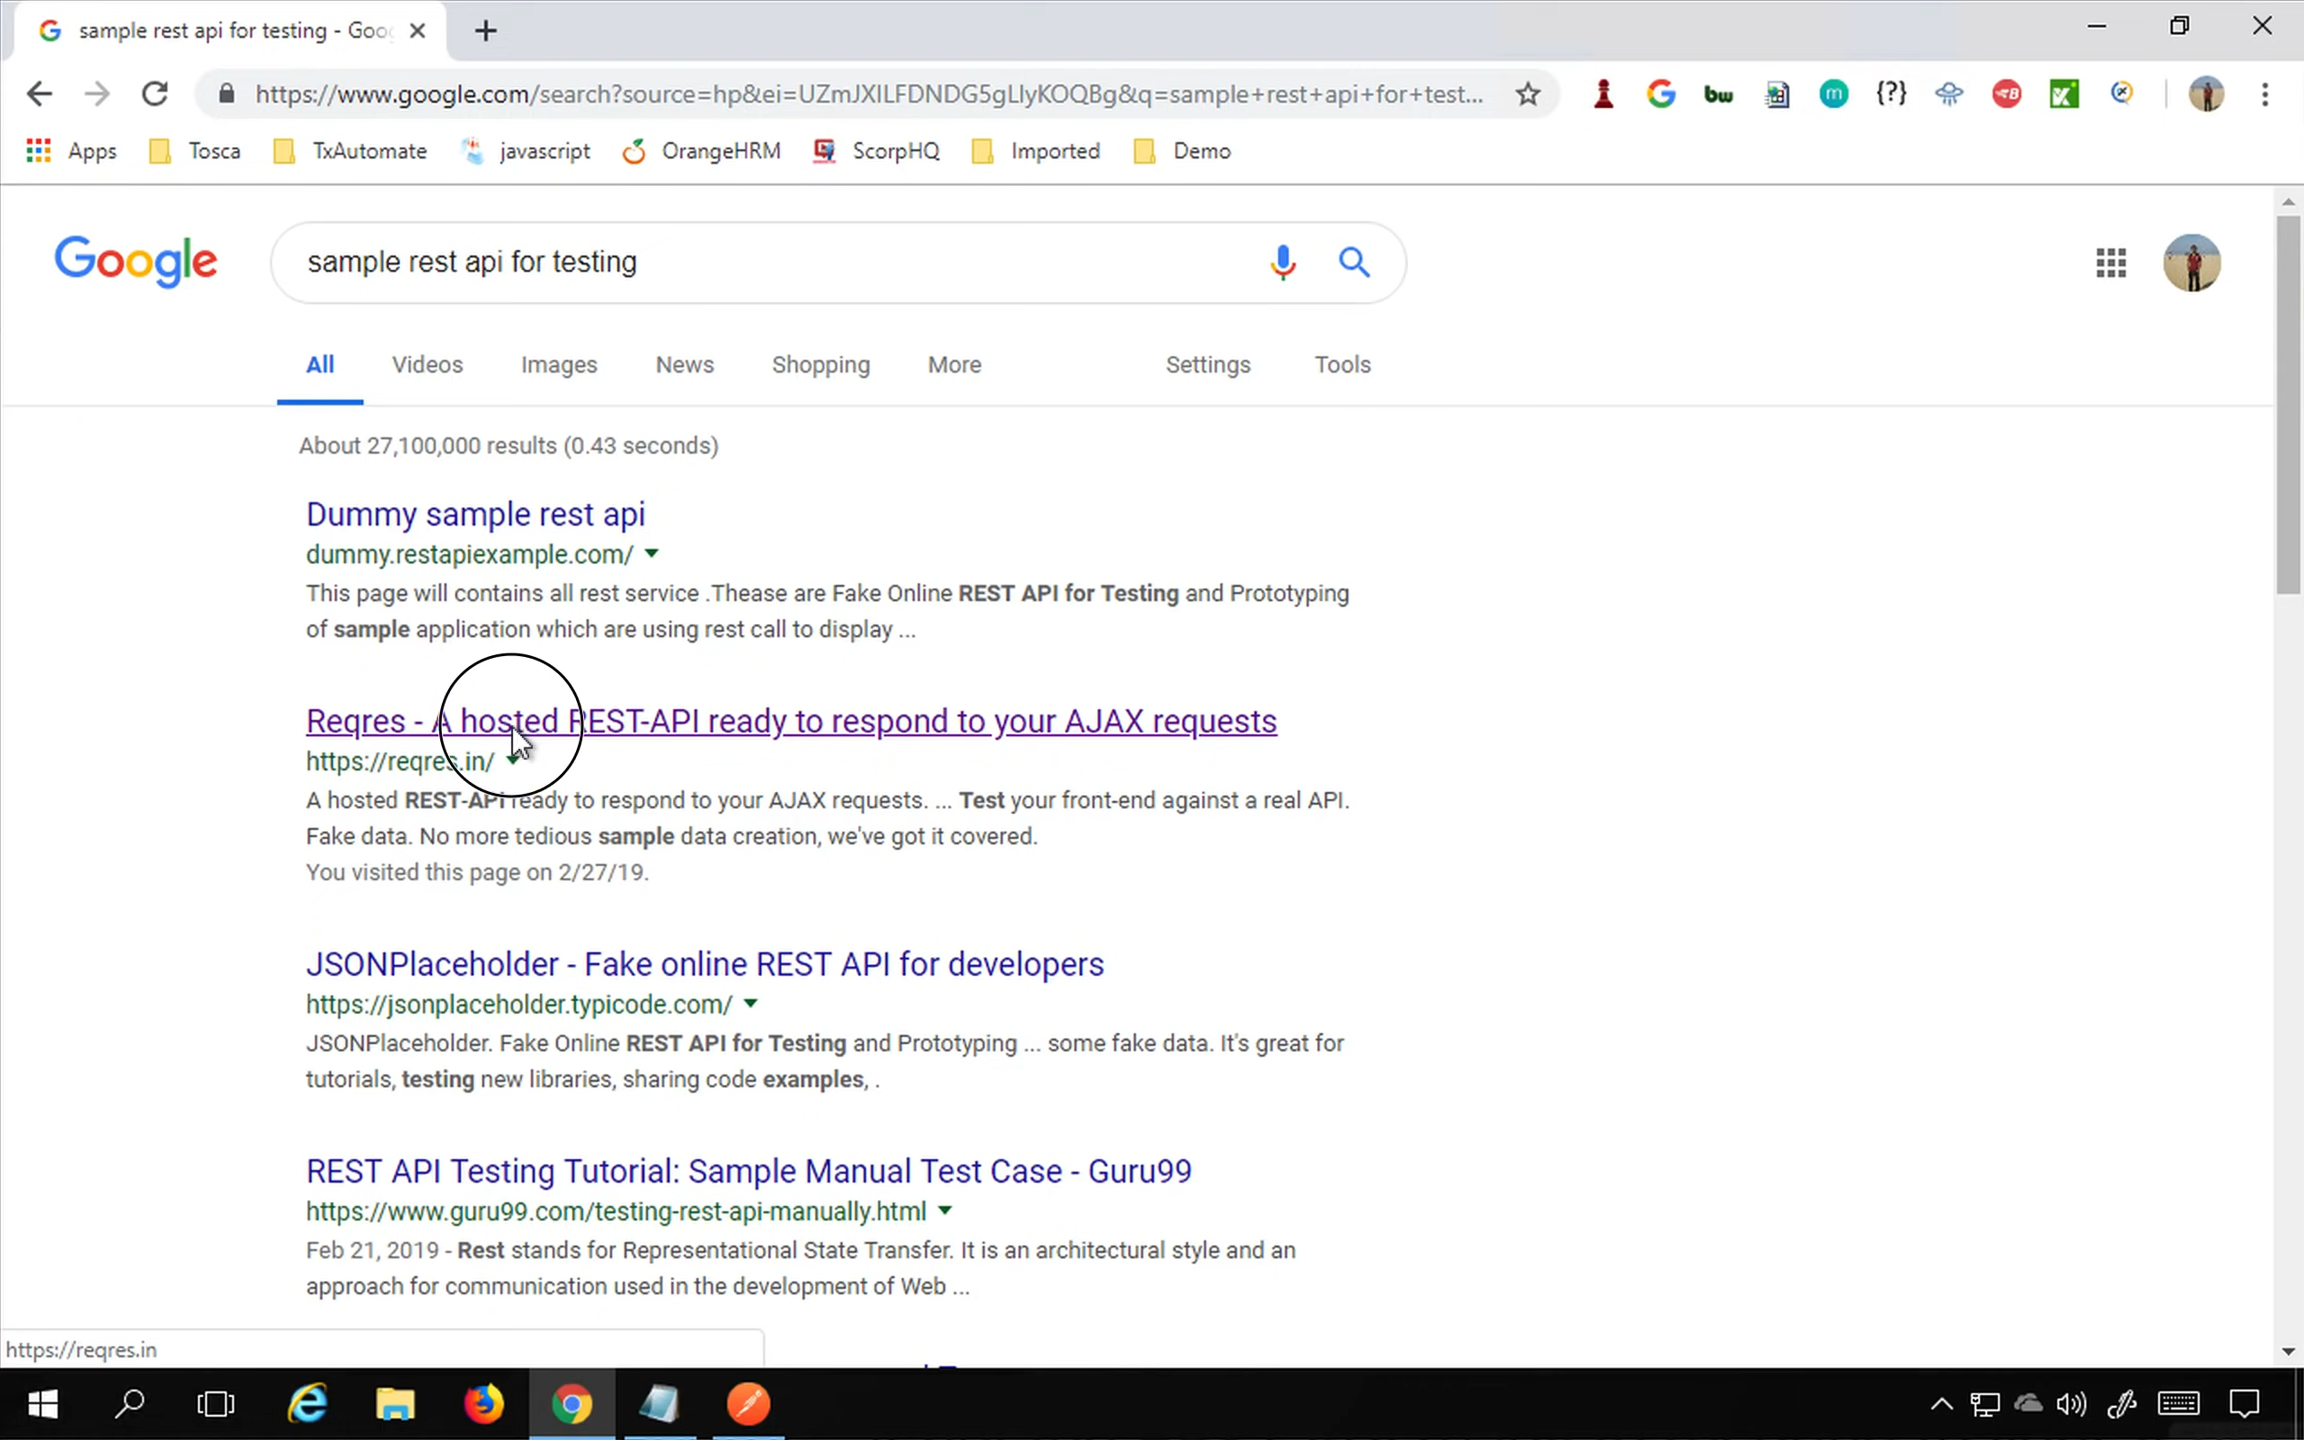 sample rest api for testing - Goo
https://www.google.com/search?source=hp&ei=UZmJXILFDNDG5gLIyKOQBg&q=sample+rest+api+for+test...
m
{?}
bw
Apps
Tosca
TxAutomate
javascript
OrangeHRM
ScorpHQ
Imported
Demo
Google
sample rest api for testing
All
Videos
Images
News
Shopping
More
Settings
Tools
About 27,100,000 results (0.43 seconds)
Dummy sample rest api
dummy.restapiexample.com/
This page will contains all rest service .Thease are Fake Online REST API for Testing and Prototyping
of sample application which are using rest call to display ...
Reqres - A hosted REST-API ready to respond to your AJAX requests
https://reqres.in/
A hosted REST-API ready to respond to your AJAX requests. ... Test your front-end against a real API.
Fake data. No more tedious sample data creation, we've got it covered.
You visited this page on 2/27/19.
JSONPlaceholder - Fake online REST API for developers
https://jsonplaceholder.typicode.com/
JSONPlaceholder. Fake Online REST API for Testing and Prototyping ... some fake data. It's great for
tutorials, testing new libraries, sharing code examples, .
REST API Testing Tutorial: Sample Manual Test Case - Guru99
https://www.guru99.com/testing-rest-api-manually.html
Feb 21, 2019 - Rest stands for Representational State Transfer. It is an architectural style and an
approach for communication used in the development of Web ...
https://reqres.in